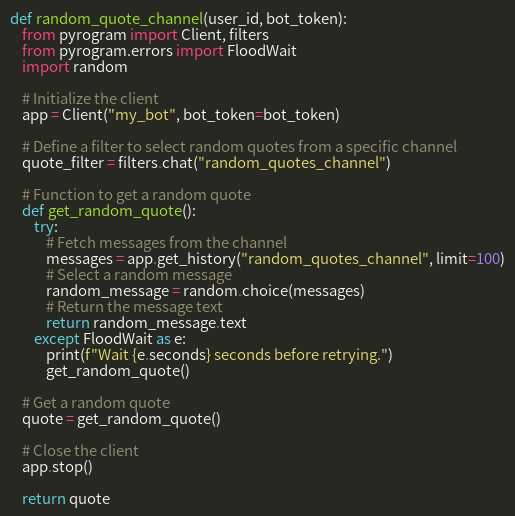 def random_quote_channel(user_id, bot_token):
    from pyrogram import Client, filters
    from pyrogram.errors import FloodWait
    import random

    # Initialize the client
    app = Client("my_bot", bot_token=bot_token)

    # Define a filter to select random quotes from a specific channel
    quote_filter = filters.chat("random_quotes_channel")

    # Function to get a random quote
    def get_random_quote():
        try:
            # Fetch messages from the channel
            messages = app.get_history("random_quotes_channel", limit=100)
            # Select a random message
            random_message = random.choice(messages)
            # Return the message text
            return random_message.text
        except FloodWait as e:
            print(f"Wait {e.seconds} seconds before retrying.")
            get_random_quote()

    # Get a random quote
    quote = get_random_quote()

    # Close the client
    app.stop()

    return quote